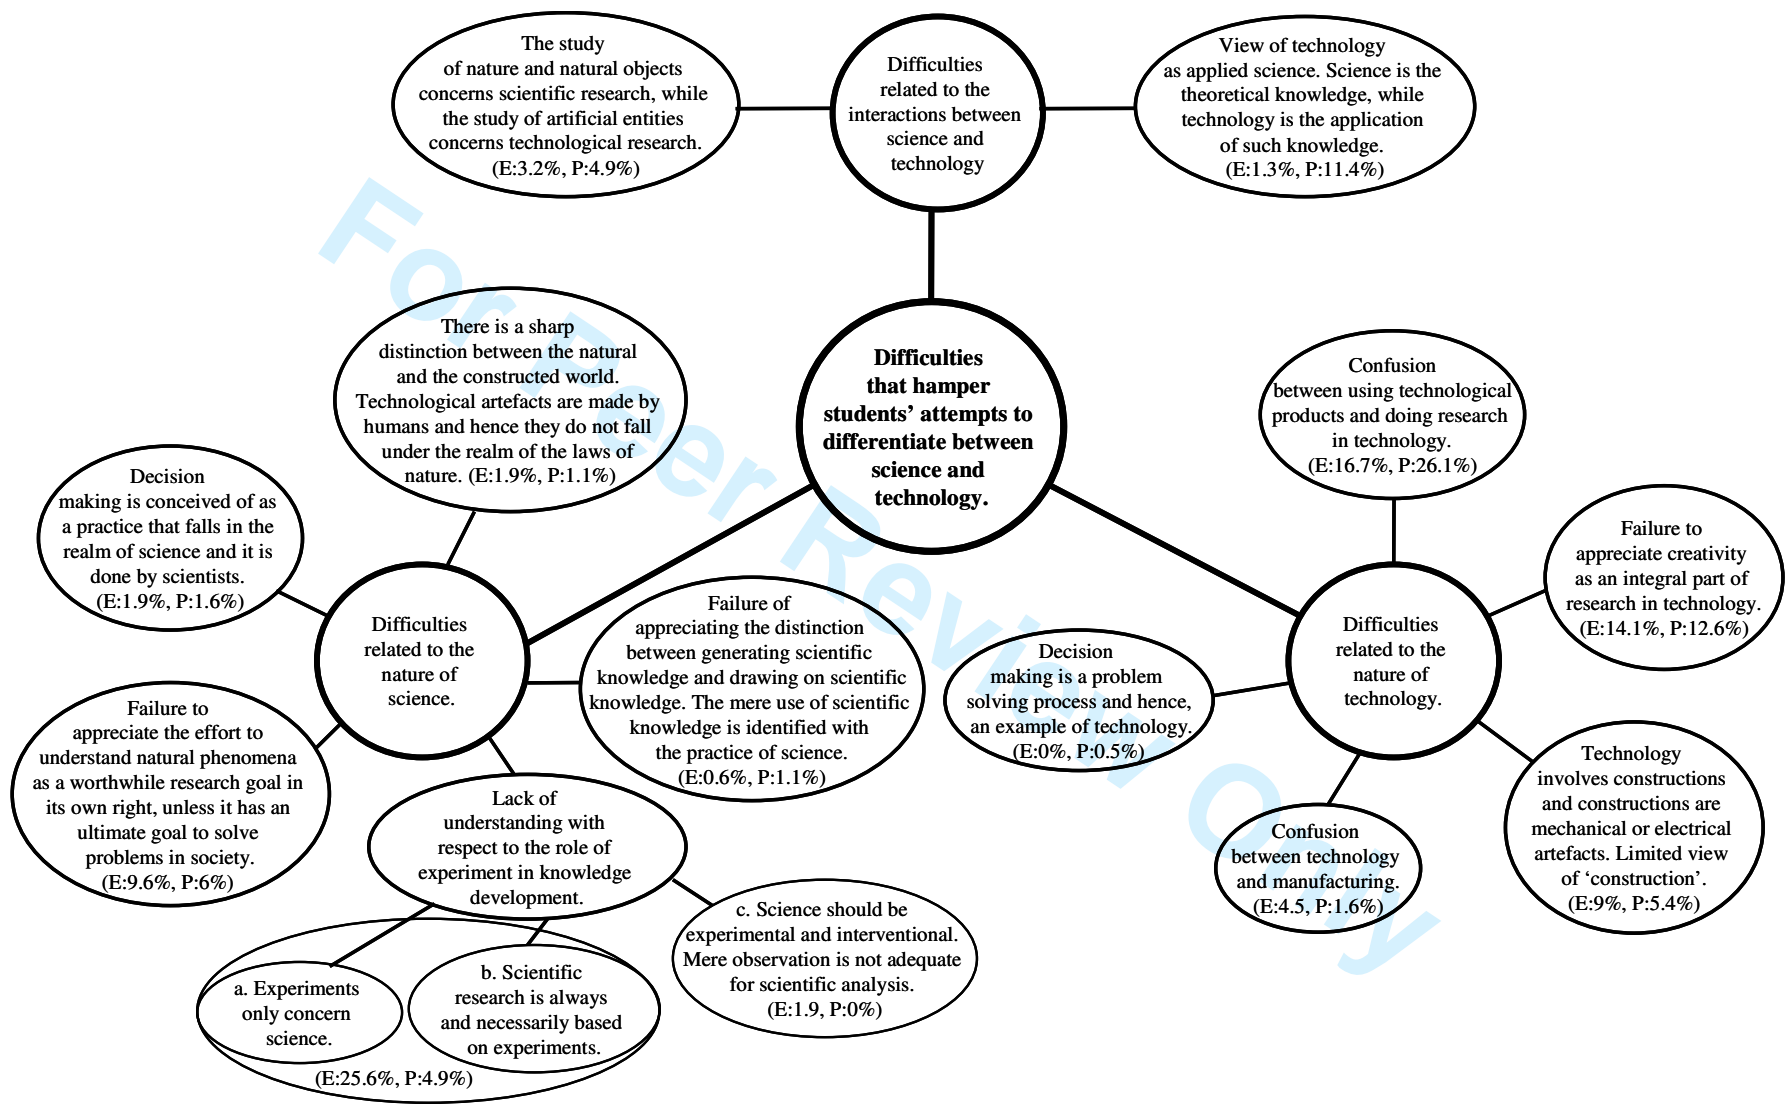 The study
of nature and natural objects
concerns scientific research, while
the study of artificial entities
concerns technological research.
(E:3.2%, P:4.9%)
Difficulties
related to the
interactions between
science and
technology
View of technology
as applied science. Science is the
theoretical knowledge, while
technology is the application
of such knowledge.
(E:1.3%, P:11.4%)
There is a sharp
distinction between the natural
and the constructed world.
Technological artefacts are made by
humans and hence they do not fall
under the realm of the laws of
nature. (E:1.9%, P:1.1%)
Difficulties
that hamper
students’ attempts to
differentiate between
science and
technology.
Confusion
between using technological
products and doing research
in technology.
(E:16.7%, P:26.1%)
Decision
making is conceived of as
a practice that falls in the
realm of science and it is
done by scientists.
(E:1.9%, P:1.6%)
Failure to
appreciate creativity
as an integral part of
research in technology.
(E:14.1%, P:12.6%)
Difficulties
related to the
nature of
science.
Failure of
appreciating the distinction
between generating scientific
knowledge and drawing on scientific
knowledge. The mere use of scientific
knowledge is identified with
the practice of science.
(E:0.6%, P:1.1%)
Decision
making is a problem
solving process and hence,
an example of technology.
(E:0%, P:0.5%)
Difficulties
related to the
nature of
technology.
Failure to
appreciate the effort to
understand natural phenomena
as a worthwhile research goal in
its own right, unless it has an
ultimate goal to solve
problems in society.
(E:9.6%, P:6%)
Lack of
understanding with
respect to the role of
experiment in knowledge
development.
Confusion
between technology
and manufacturing.
(E:4.5, P:1.6%)
Technology
involves constructions
and constructions are
mechanical or electrical
artefacts. Limited view
of ‘construction’.
(E:9%, P:5.4%)
a. Experiments
only concern
science.
b. Scientific
research is always
and necessarily based
on experiments.
(E:25.6%, P:4.9%)
c. Science should be
experimental and interventional.
Mere observation is not adequate
for scientific analysis.
(E:1.9, P:0%)
For Peer Review Only